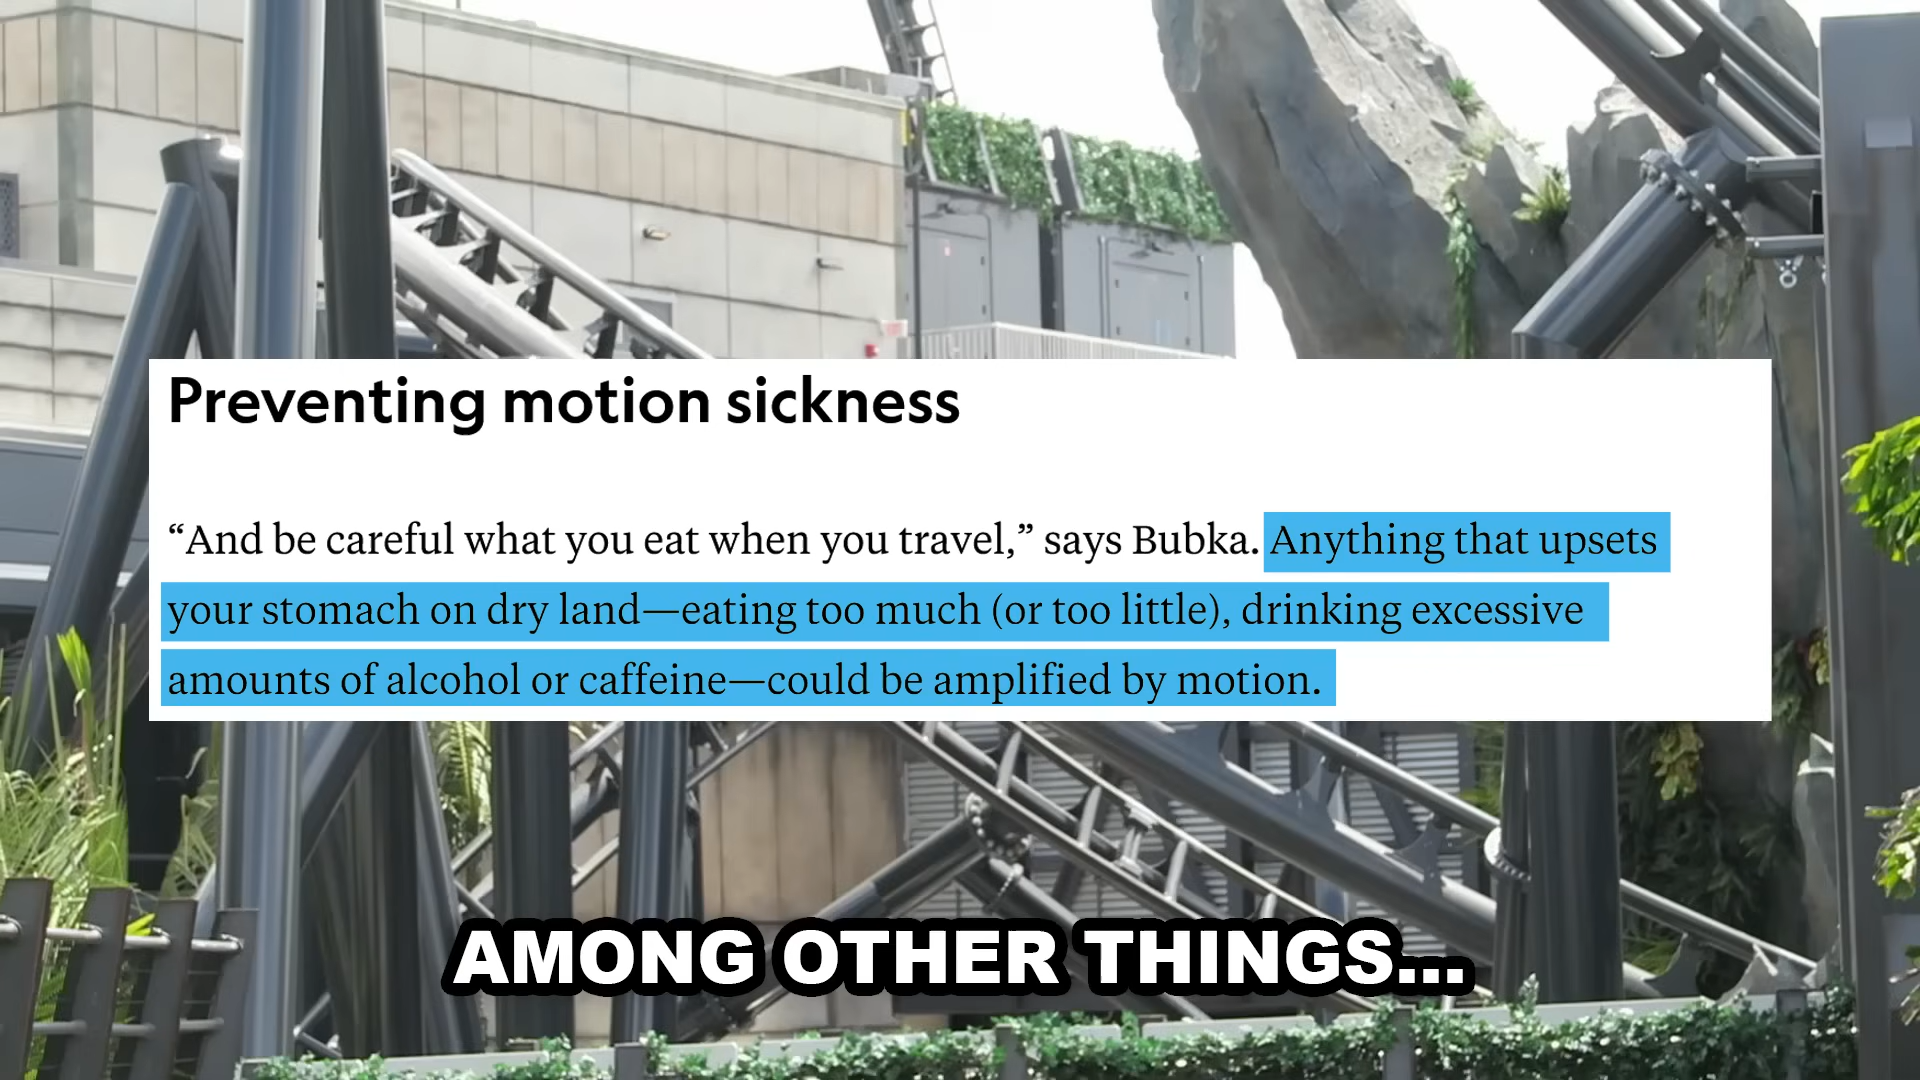 Preventing motion sickness
“And be careful what you eat when you travel,” says Bubka. Anything that upsets
your stomach on dry land—eating too much (or too little), drinking excessive
amounts of alcohol or caffeine—could be amplified by motion.
AMONG OTHER THINGS...